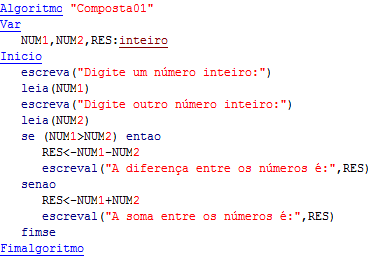 Algoritmo "Composta01"
Var
NUM1,NUM2,RES:inteiro
Inicio
escreva("Digite um número inteiro:")
leia(NUM1)
escreva("Digite outro número inteiro:")
leia(NUM2)
se (NUM1>NUM2) entao
RES<-NUM1-NUM2
escreval("A diferença entre os números é:",RES)
senao
RES<-NUM1+NUM2
escreval("A soma entre os números é:",RES)
fimse
Fimalgoritmo